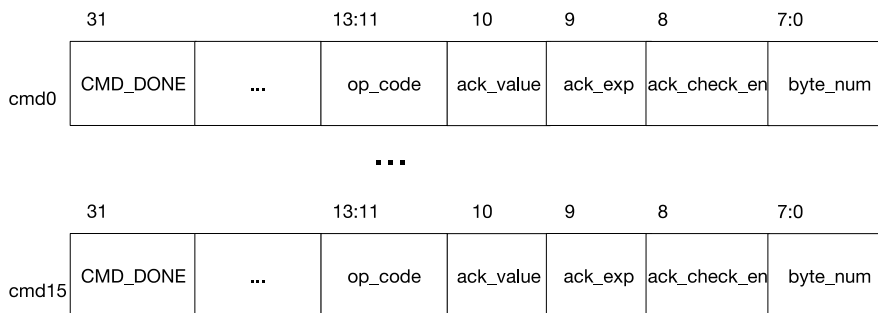 31 13:11 10 9 8 7:0
cmd0 CMD_DONE ... op_code ack_value ack_exp ack_check_en byte_num
...
31 13:11 10 9 8 7:0
cmd15 CMD_DONE ... op_code ack_value ack_exp ack_check_en byte_num